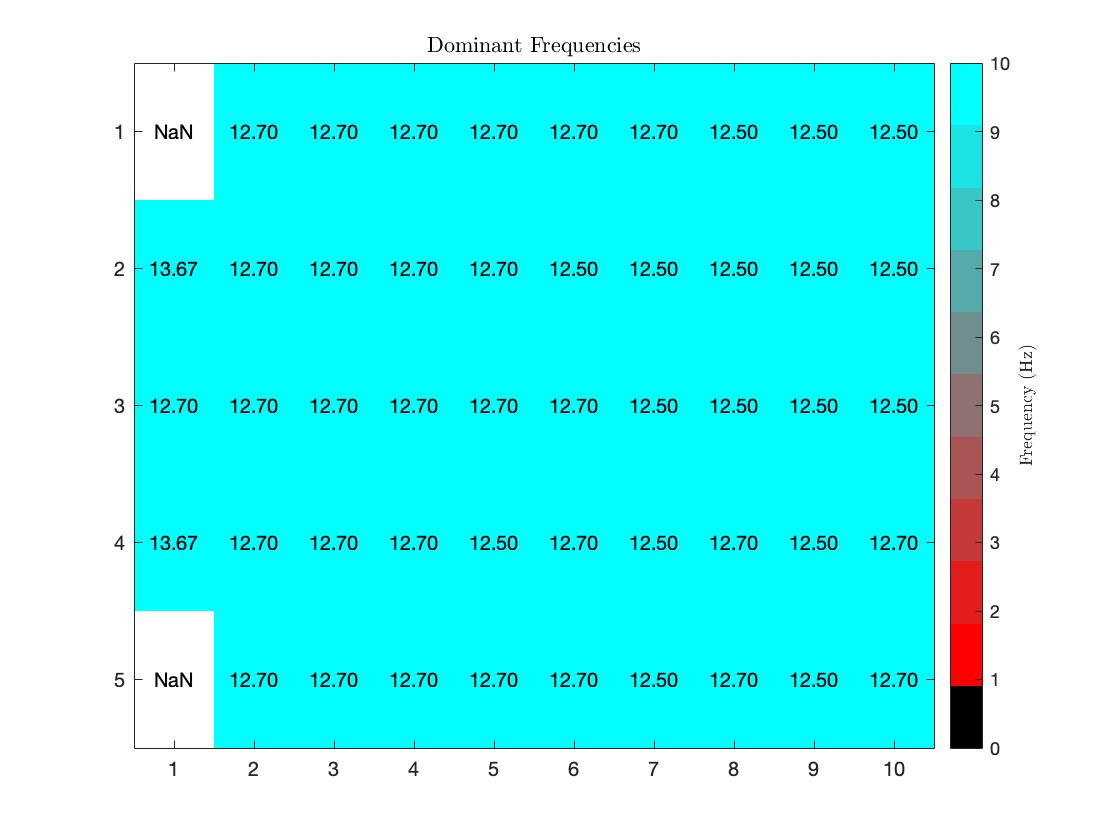 Dominant Frequencies
1 NaN 12.70 12.70 12.70 12.70 12.70 12.70 12.50 12.50 12.50
2 13.67 12.70 12.70 12.70 12.70 12.50 12.50 12.50 12.50 12.50
3 12.70 12.70 12.70 12.70 12.70 12.70 12.50 12.50 12.50 12.50
4 13.67 12.70 12.70 12.70 12.50 12.70 12.50 12.70 12.50 12.70
5 NaN 12.70 12.70 12.70 12.70 12.70 12.50 12.70 12.50 12.70
1 2 3 4 5 6 7 8 9 10
10
9
8
7
6
5
4
3
2
1
0
Frequency (Hz)